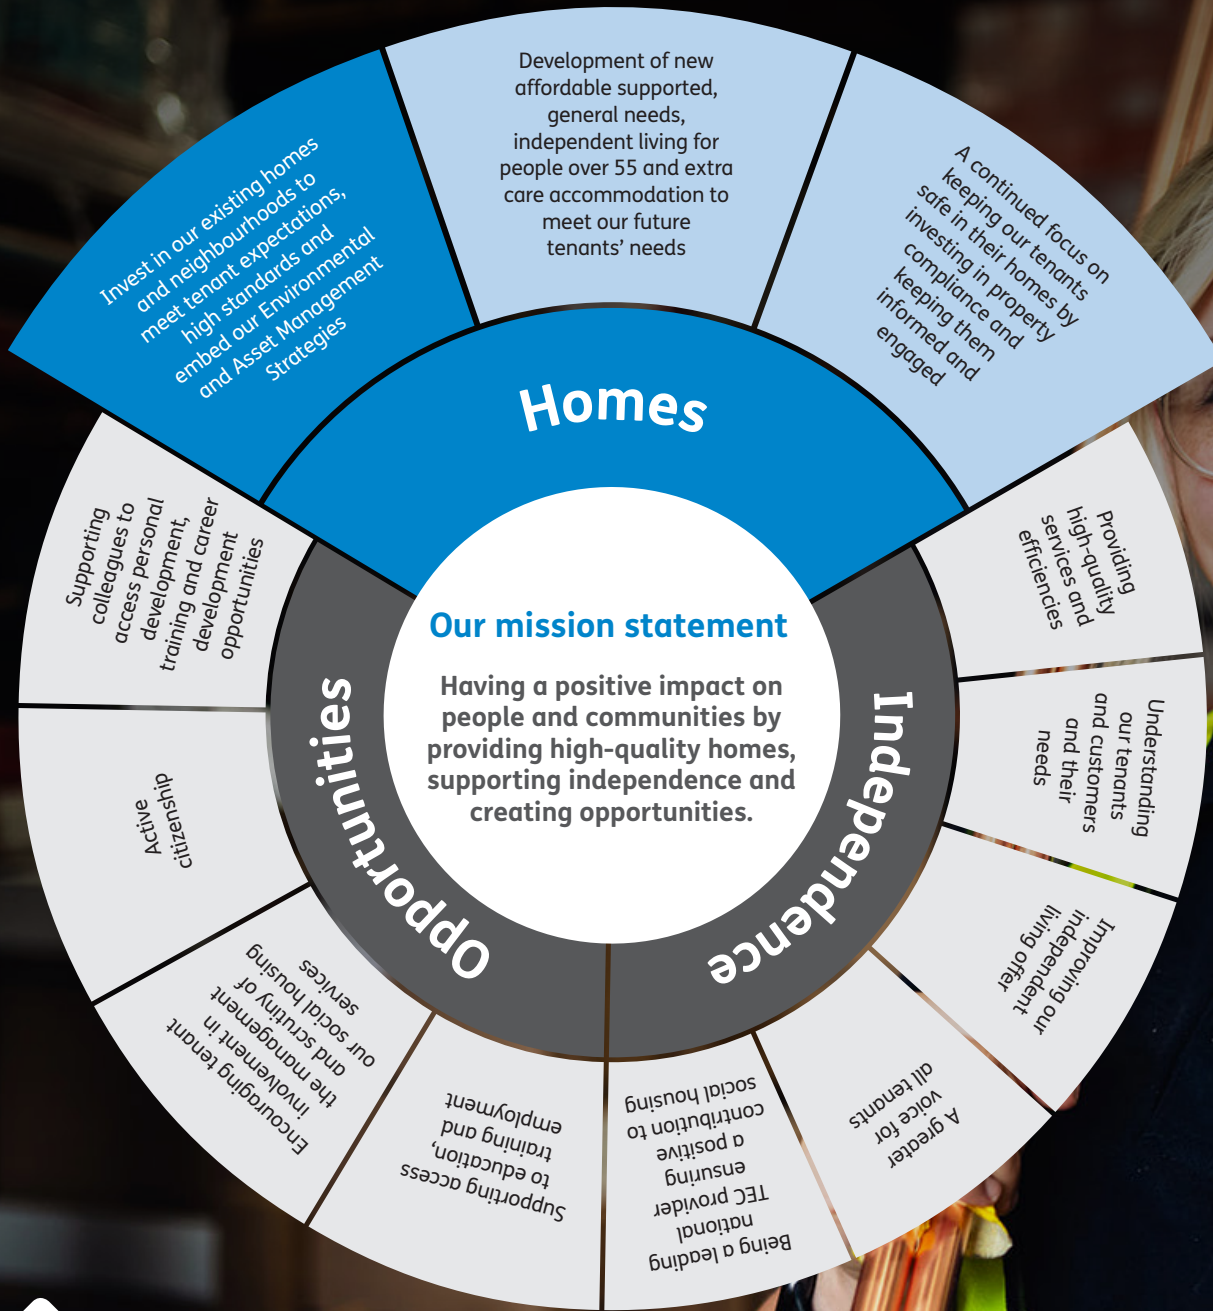 Development of new
affordable supported,
general needs,
independent living for
people over 55 and extra
care accommodation to
meet our future
tenants’ needs
A continued focus on
keeping our tenants
safe in their homes by
investing in property
compliance and
keeping them
informed and
engaged
Invest in our existing homes
and neighbourhoods to
meet tenant expectations,
high standards and
embed our Environmental
and Asset Management
Strategies
Homes
Our mission statement
Having a positive impact on
people and communities by
providing high-quality homes,
supporting independence and
creating opportunities.
Independence
Providing
high-quality
services and
efficiencies
Understanding
our tenants
and customers
and their
needs
Improving our
independent
living offer
A greater
voice for
all tenants
Being a leading
national
TEC provider
ensuring
a positive
contribution to
social housing
Opportunities
Supporting access
to education,
training and
employment
Encouraging tenant
involvement in
the management
and scrutiny of
our social housing
services
Active
citizenship
Supporting
colleagues to
access personal
development,
training and career
development
opportunities